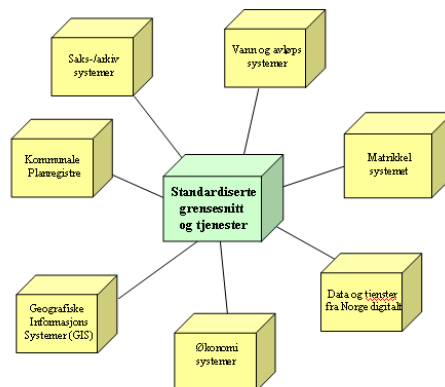 Saks-/arkiv
systemer
Vann og avløps
systemer
Kommunale
Planregistre
Standardiserte
grensesnitt
og tjenester
Matrikkel
systemet
Geografiske
Informasjons
Systemer (GIS)
Økonomi
systemer
Data og tjenster
fra Norge digitalt